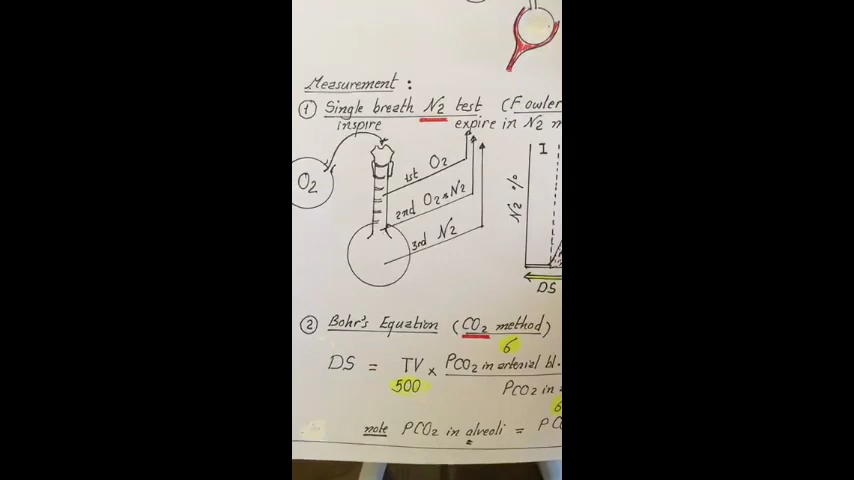 Measurement :
① Single breath N2 test (Fowler
inspire expire in N2 m
O2
1st O2
2nd O2 & N2
3rd N2
N2 %
I
DS
② Bohr's Equation (CO2 method)
6
DS = TV × PCO2 in arterial bl.
500 PCO2 in
6
note PCO2 in alveoli = PCO